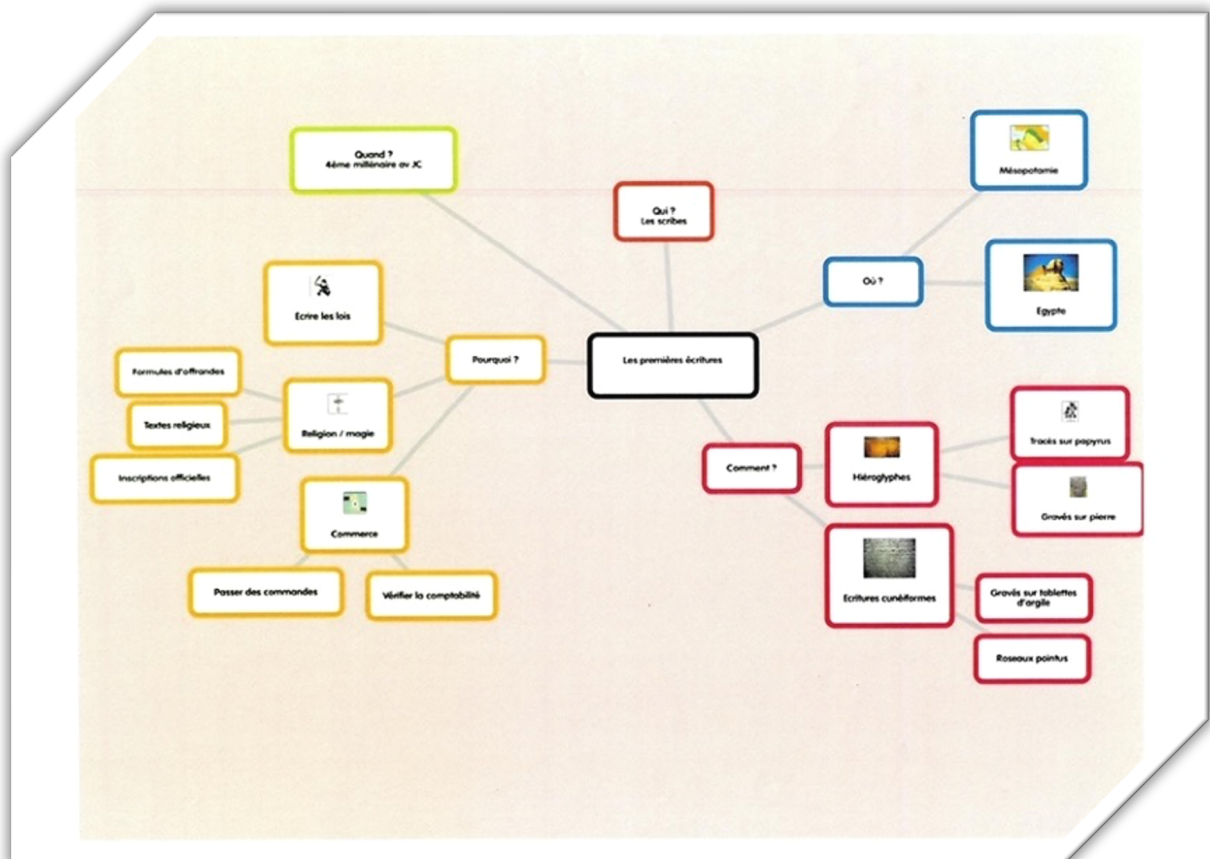 Quand ?
4ème millénaire av JC
Qui ?
Les scribes
Mésopotamie
Où ?
Egypte
Ecrire les lois
Pourquoi ?
Les premières écritures
Formules d'offrandes
Textes religieux
Religion / magie
Inscriptions officielles
Commerce
Passer des commandes
Vérifier la comptabilité
Comment ?
Hiéroglyphes
Tracés sur papyrus
Gravés sur pierre
Ecritures cunéiformes
Gravés sur tablettes
d'argile
Roseaux pointus